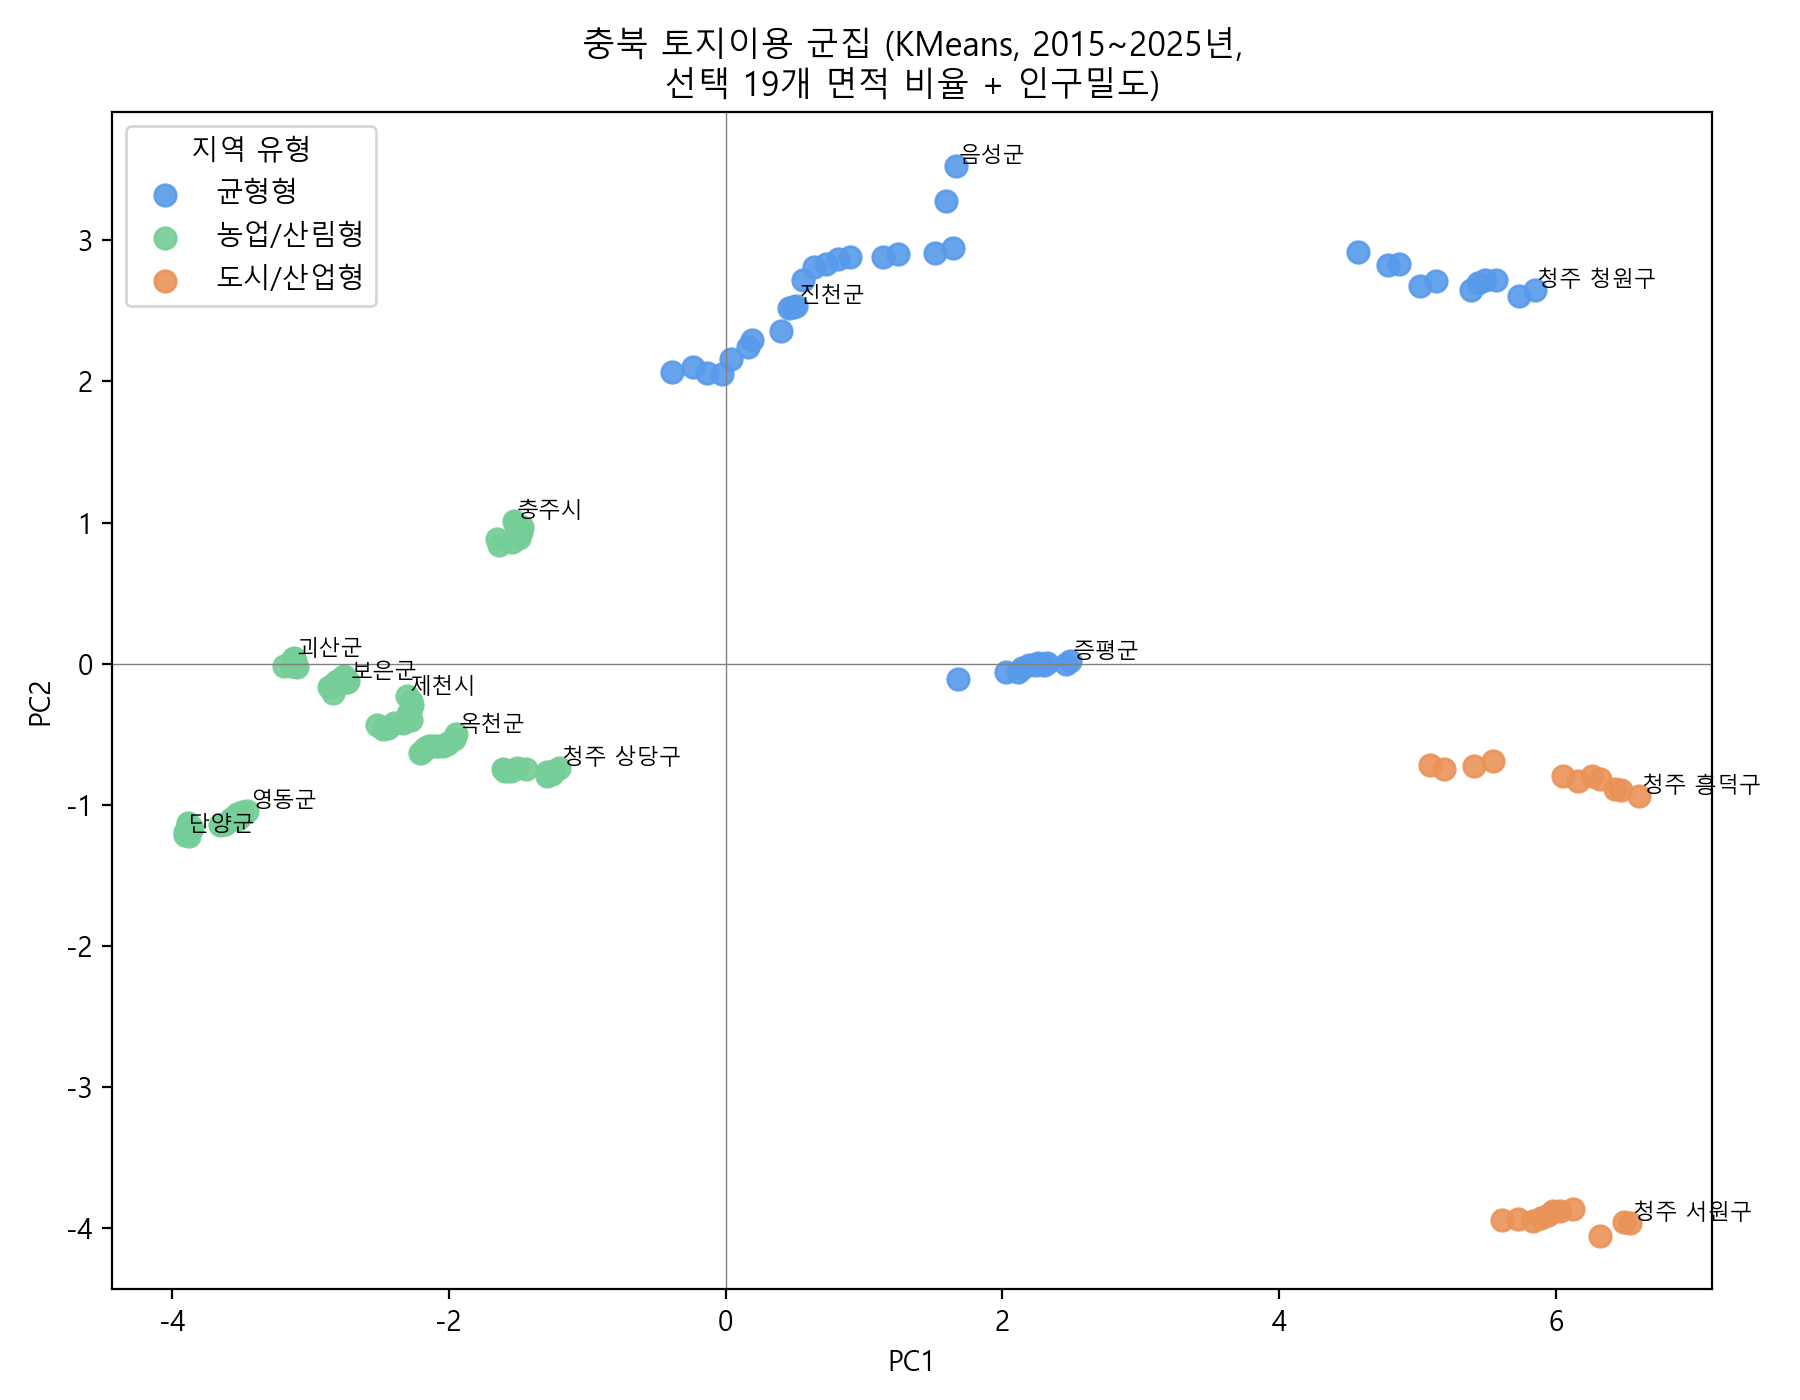 충북 토지이용 군집 (KMeans, 2015~2025년,
선택 19개 면적 비율 + 인구밀도)
지역 유형
균형형
농업/산림형
도시/산업형
음성군
진천군
청주 청원구
충주시
괴산군
보은군
제천시
옥천군
청주 상당구
영동군
단양군
증평군
청주 흥덕구
청주 서원구
PC2
3
2
1
0
-1
-2
-3
-4
-4
-2
0
2
4
6
PC1